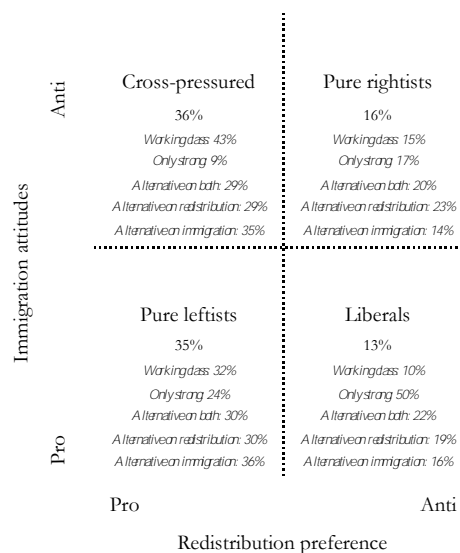 Anti
Immigration attitudes
Pro
Cross-pressured
36%
Working class: 43%
Only strong: 9%
Alternative on both: 29%
Alternative on redistribution: 29%
Alternative on immigration: 35%
Pure rightists
16%
Working class: 15%
Only strong: 17%
Alternative on both: 20%
Alternative on redistribution: 23%
Alternative on immigration: 14%
Pure leftists
35%
Working class: 32%
Only strong: 24%
Alternative on both: 30%
Alternative on redistribution: 30%
Alternative on immigration: 36%
Liberals
13%
Working class: 10%
Only strong: 50%
Alternative on both: 22%
Alternative on redistribution: 19%
Alternative on immigration: 16%
Pro
Anti
Redistribution preference